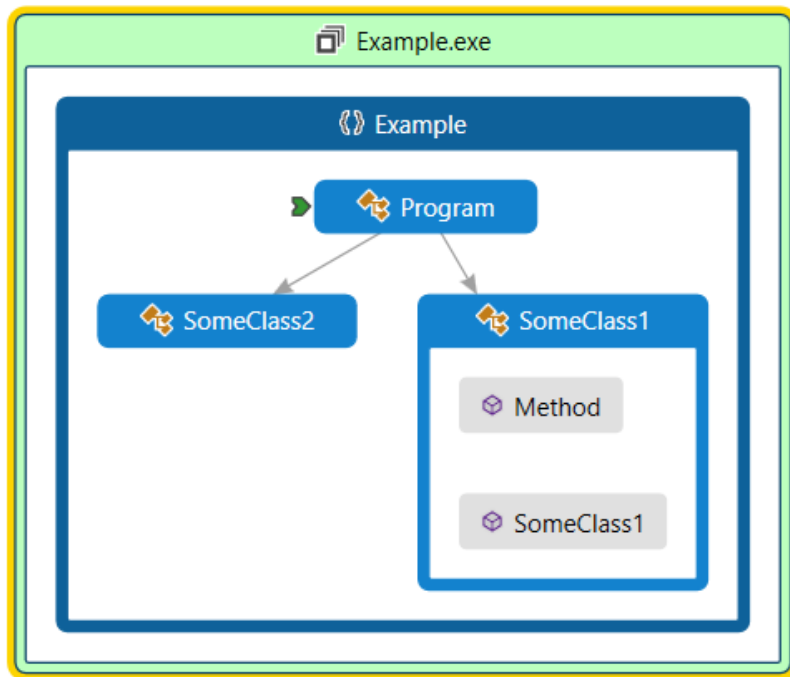 Example.exe
Example
Program
SomeClass2
SomeClass1
Method
SomeClass1